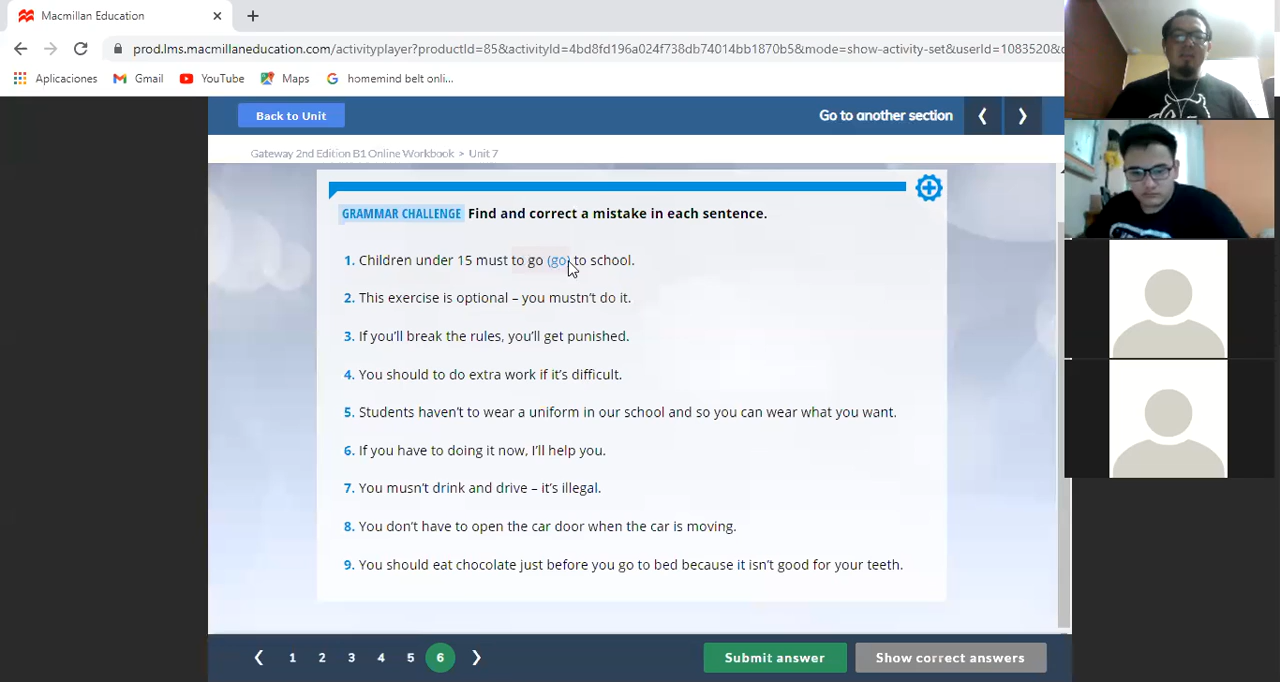 Macmillan Education
prod.lms.macmillaneducation.com/activityplayer?productId=85&activityId=4bd8fd196a024f738db74014bb1870b5&mode=show-activity-set&userId=1083520&
Aplicaciones Gmail YouTube Maps homemind belt onli...
Back to Unit Go to another section
Gateway 2nd Edition B1 Online Workbook > Unit 7
GRAMMAR CHALLENGE Find and correct a mistake in each sentence.
1. Children under 15 must to go (go) to school.
2. This exercise is optional – you mustn't do it.
3. If you'll break the rules, you'll get punished.
4. You should to do extra work if it's difficult.
5. Students haven't to wear a uniform in our school and so you can wear what you want.
6. If you have to doing it now, I'll help you.
7. You musn't drink and drive – it's illegal.
8. You don't have to open the car door when the car is moving.
9. You should eat chocolate just before you go to bed because it isn't good for your teeth.
1 2 3 4 5 6 Submit answer Show correct answers